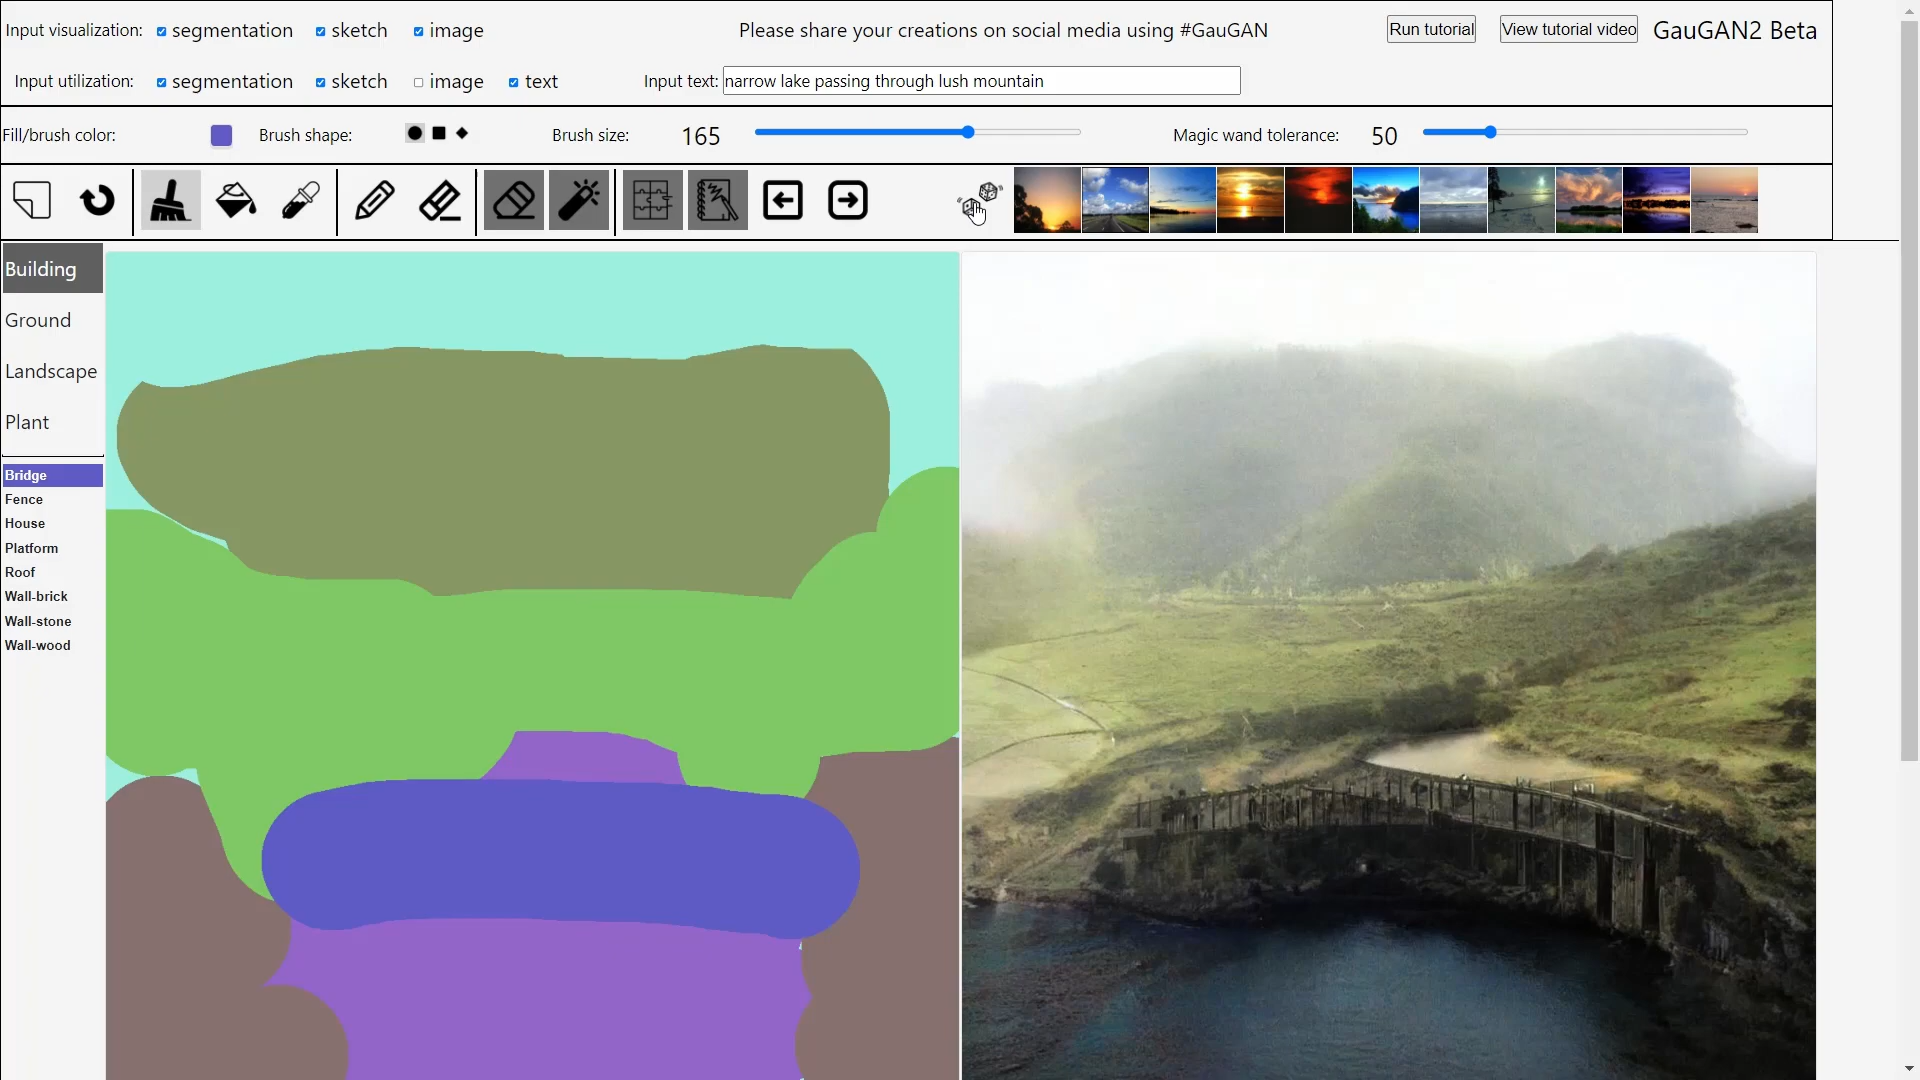 Input visualization: segmentation sketch image Please share your creations on social media using #GauGAN Run tutorial View tutorial video GauGAN2 Beta
Input utilization: segmentation sketch image text Input text: narrow lake passing through lush mountain
Fill/brush color: Brush shape: Brush size: 165 Magic wand tolerance: 50
Building
Ground
Landscape
Plant
Bridge
Fence
House
Platform
Roof
Wall-brick
Wall-stone
Wall-wood